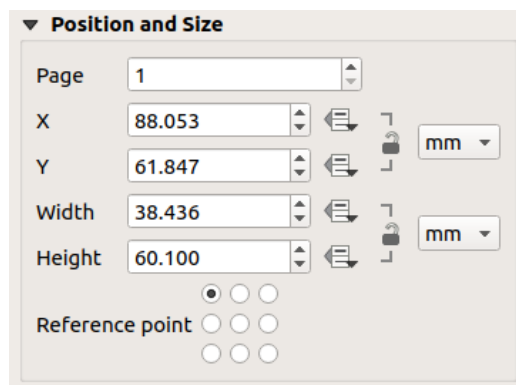 Position and Size
Page 1
X 88.053
mm
Y 61.847
Width 38.436
mm
Height 60.100
Reference point